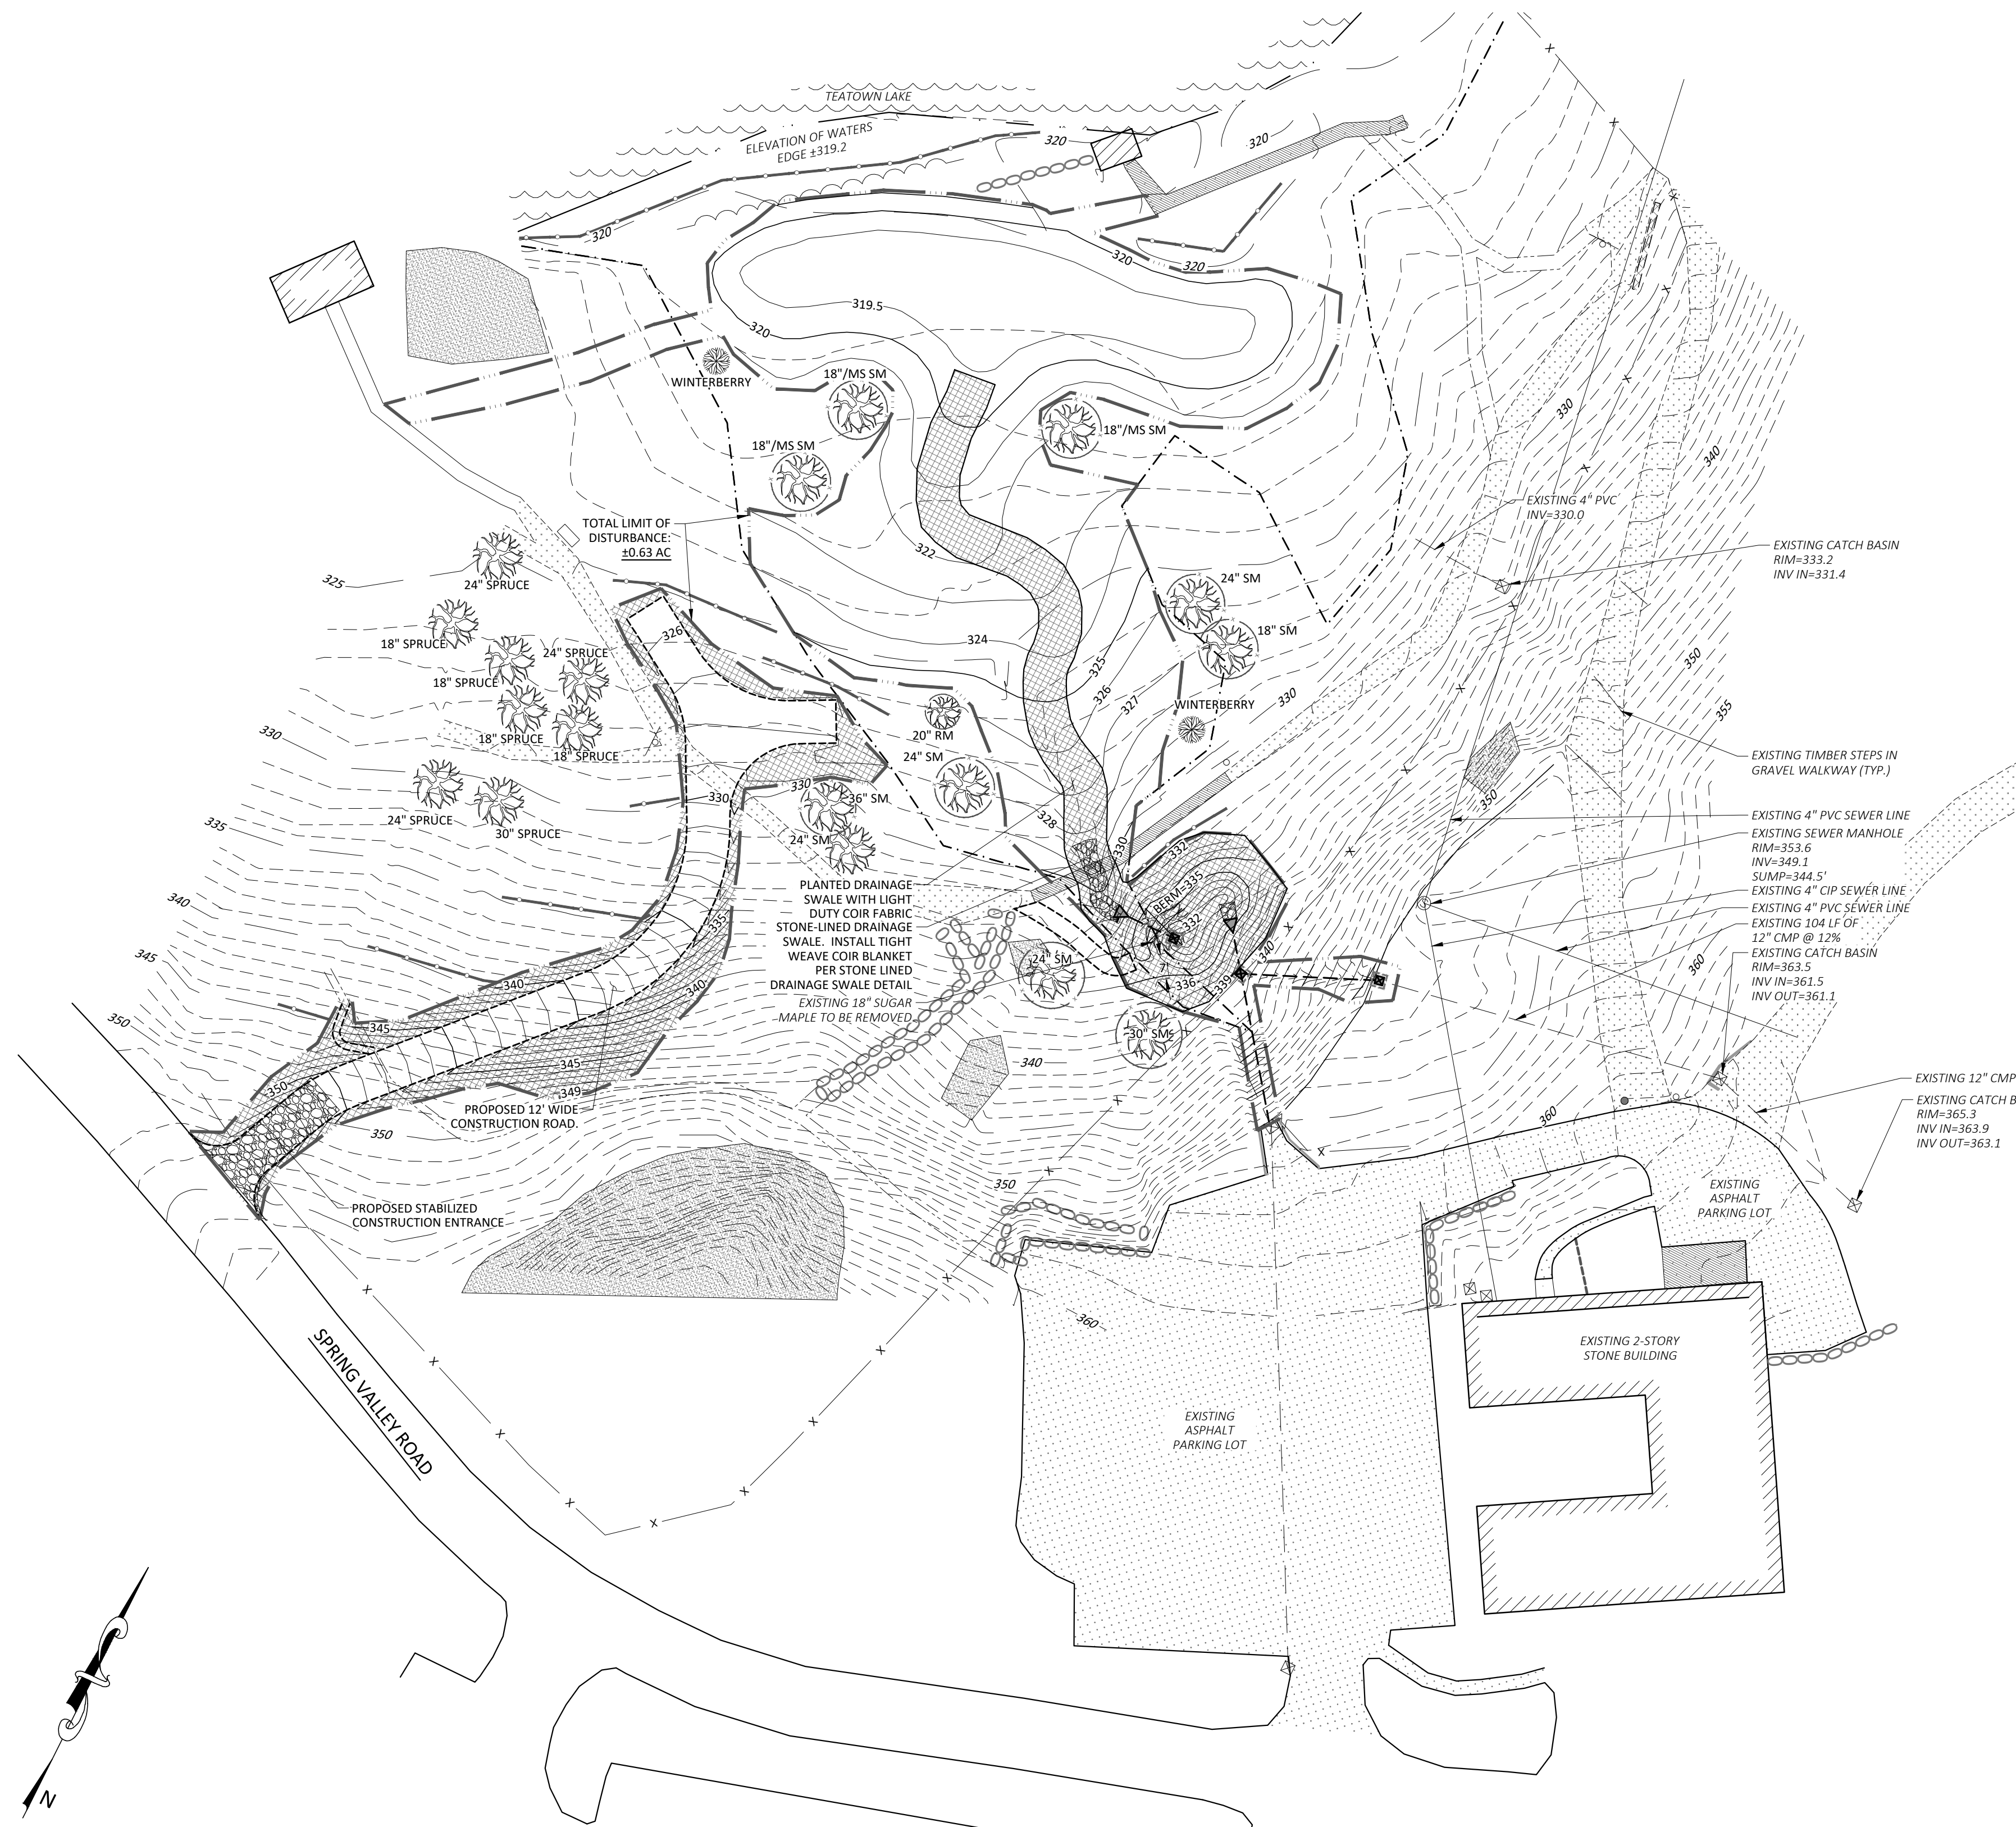 TEATOWN LAKE
ELEVATION OF WATERS
EDGE ±319.2
320
320
320
320
320
320
319.5
WINTERBERRY
18"/MS SM
18"/MS SM
18"/MS SM
330
340
EXISTING 4" PVC
INV=330.0
EXISTING CATCH BASIN
RIM=333.2
INV IN=331.4
TOTAL LIMIT OF
DISTURBANCE:
±0.63 AC
322
325
24" SPRUCE
18" SPRUCE
24" SPRUCE
18" SPRUCE
18" SPRUCE
18" SPRUCE
24" SPRUCE
30" SPRUCE
326
324
24" SM
18" SM
325
326
327
WINTERBERRY
330
350
355
EXISTING TIMBER STEPS IN
GRAVEL WALKWAY (TYP.)
330
335
340
345
350
20" RM
24" SM
36" SM
24" SM
330
330
328
330
332
350
EXISTING 4" PVC SEWER LINE
EXISTING SEWER MANHOLE
RIM=353.6
INV=349.1
SUMP=344.5'
EXISTING 4" CIP SEWER LINE
EXISTING 4" PVC SEWER LINE
EXISTING 104 LF OF
12" CMP @ 12%
EXISTING CATCH BASIN
RIM=363.5
INV IN=361.5
INV OUT=361.1
PLANTED DRAINAGE
SWALE WITH LIGHT
DUTY COIR FABRIC
STONE-LINED DRAINAGE
SWALE. INSTALL TIGHT
WEAVE COIR BLANKET
PER STONE LINED
DRAINAGE SWALE DETAIL
EXISTING 18" SUGAR
MAPLE TO BE REMOVED
BERM=335
332
24" SM
336
339
340
30" SM
335
340
340
345
345
349
350
350
340
350
360
360
360
PROPOSED 12' WIDE
CONSTRUCTION ROAD.
PROPOSED STABILIZED
CONSTRUCTION ENTRANCE
EXISTING 12" CMP
EXISTING CATCH B
RIM=365.3
INV IN=363.9
INV OUT=363.1
EXISTING
ASPHALT
PARKING LOT
EXISTING 2-STORY
STONE BUILDING
EXISTING
ASPHALT
PARKING LOT
SPRING VALLEY ROAD
N